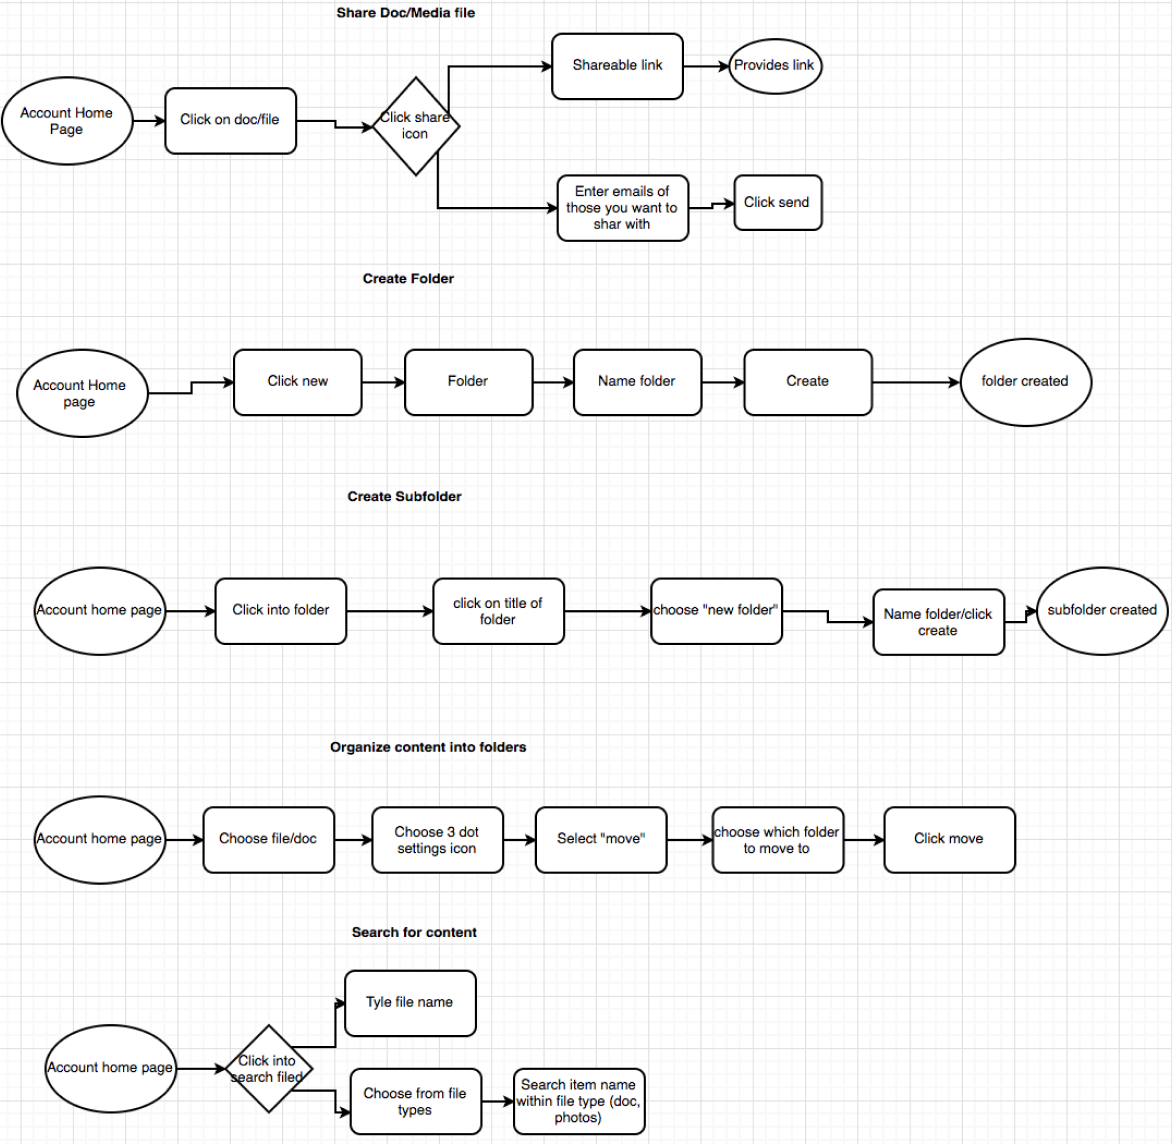 Share Doc/Media file
Account Home
Page
Click on doc/file
Click share
icon
Shareable link
Provides link
Enter emails of
those you want to
shar with
Click send
Create Folder
Account Home
page
Click new
Folder
Name folder
Create
folder created
Create Subfolder
Account home page
Click into folder
click on title of
folder
choose "new folder"
Name folder/click
create
subfolder created
Organize content into folders
Account home page
Choose file/doc
Choose 3 dot
settings icon
Select "move"
choose which folder
to move to
Click move
Search for content
Account home page
Click into
search filed
Tyle file name
Choose from file
types
Search item name
within file type (doc,
photos)